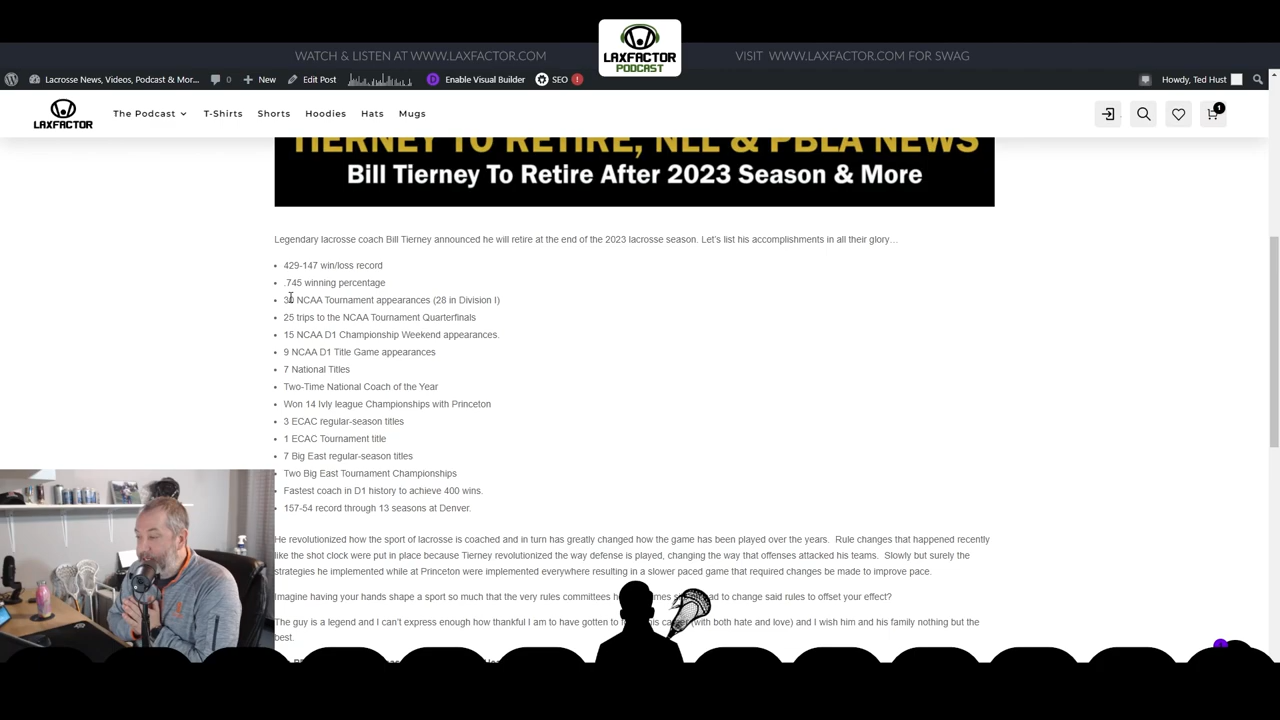 WATCH & LISTEN AT WWW.LAXFACTOR.COM
LAXFACTOR
PODCAST
VISIT WWW.LAXFACTOR.COM FOR SWAG
Lacrosse News, Videos, Podcast & Mor...
0
New
Edit Post
Enable Visual Builder
SEO
!
Howdy, Ted Hust
LAXFACTOR
The Podcast
T-Shirts
Shorts
Hoodies
Hats
Mugs
1
TIERNEY TO RETIRE, NLL & PBLA NEWS
Bill Tierney To Retire After 2023 Season & More
Legendary lacrosse coach Bill Tierney announced he will retire at the end of the 2023 lacrosse season. Let's list his accomplishments in all their glory…
429-147 win/loss record
.745 winning percentage
30 NCAA Tournament appearances (28 in Division I)
25 trips to the NCAA Tournament Quarterfinals
15 NCAA D1 Championship Weekend appearances.
9 NCAA D1 Title Game appearances
7 National Titles
Two-Time National Coach of the Year
Won 14 Ivly league Championships with Princeton
3 ECAC regular-season titles
1 ECAC Tournament title
7 Big East regular-season titles
Two Big East Tournament Championships
Fastest coach in D1 history to achieve 400 wins.
157-54 record through 13 seasons at Denver.
He revolutionized how the sport of lacrosse is coached and in turn has greatly changed how the game has been played over the years. Rule changes that happened recently
like the shot clock were put in place because Tierney revolutionized the way defense is played, changing the way that offenses attacked his teams. Slowly but surely the
strategies he implemented while at Princeton were implemented everywhere resulting in a slower paced game that required changes be made to improve pace.
Imagine having your hands shape a sport so much that the very rules committees had to change said rules to offset your effect?
The guy is a legend and I can't express enough how thankful I am to have gotten to his (with both hate and love) and I wish him and his family nothing but the
best.